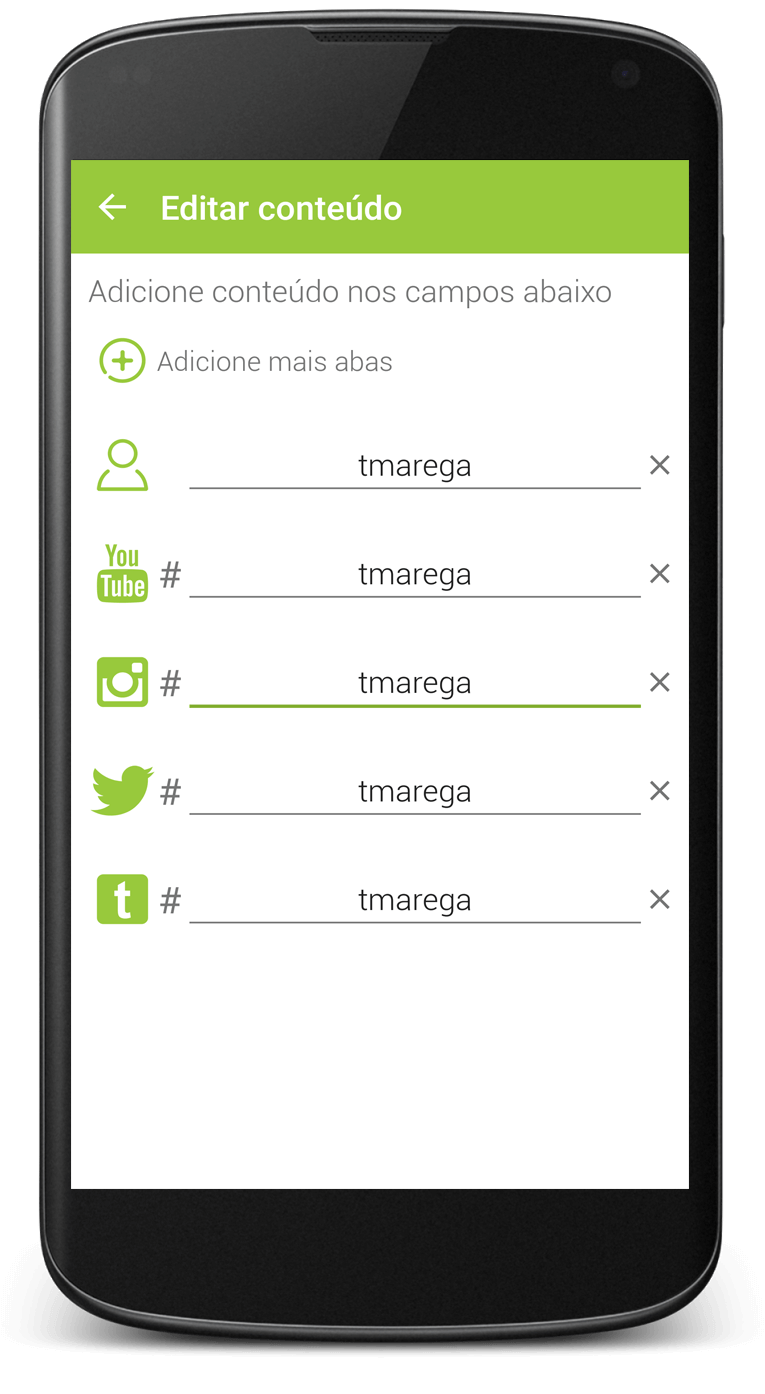 Editar conteúdo
Adicione conteúdo nos campos abaixo
Adicione mais abas
tmarega
You
Tube # tmarega
# tmarega
# tmarega
t # tmarega